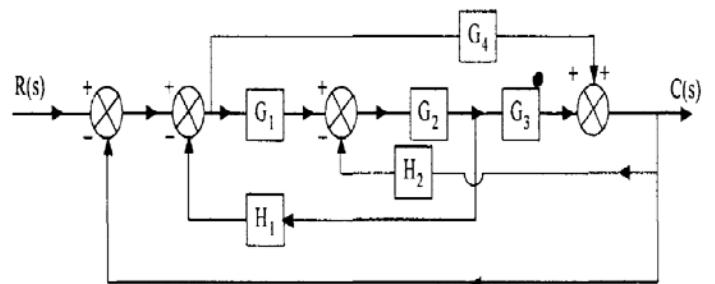 G₄
R(s)
+
+
+
+
+
C(s)
G₁
G₂
G₃
−
−
−
H₂
H₁